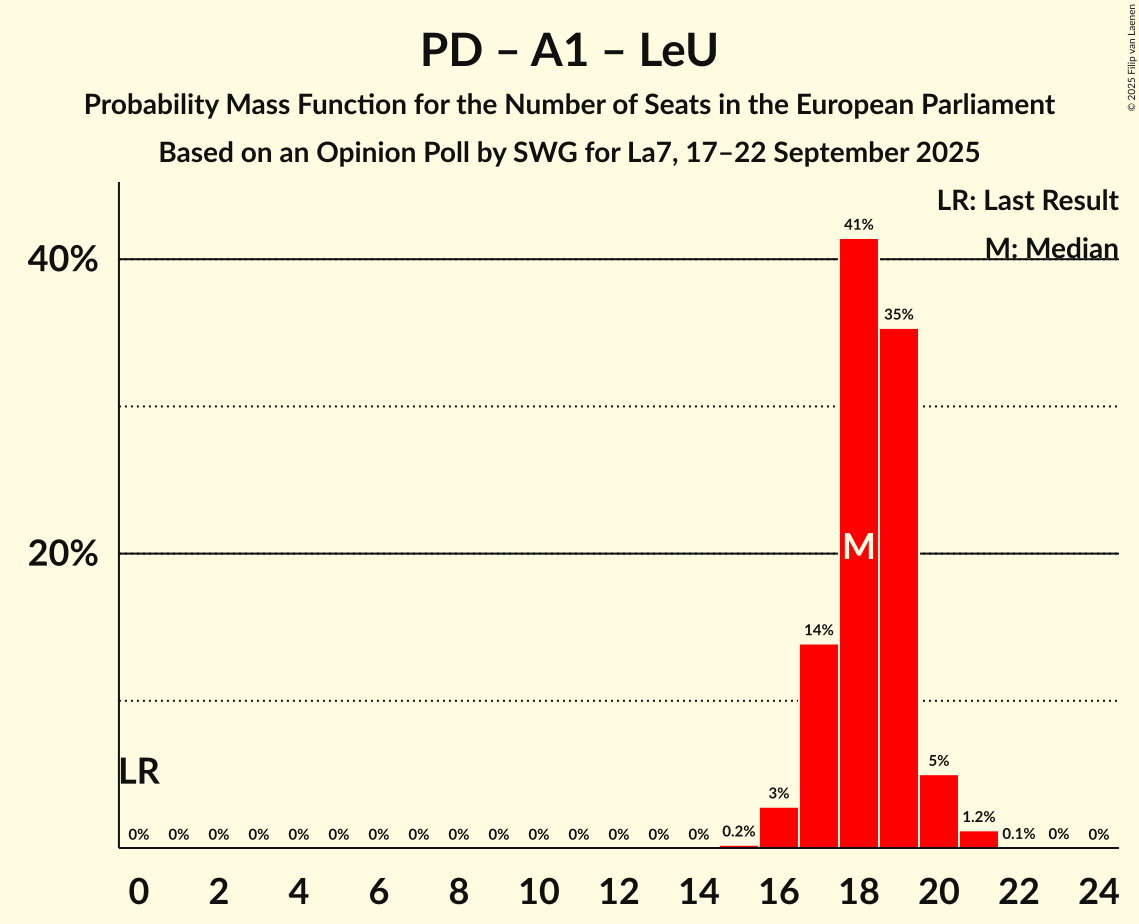 PD – A1 – LeU
Probability Mass Function for the Number of Seats in the European Parliament
Based on an Opinion Poll by SWG for La7, 17–22 September 2025
© 2025 Filip van Laenen
LR: Last Result
M: Median
40%
20%
41%
35%
14%
5%
3%
1.2%
0.2%
0.1%
M
LR
0% 0% 0% 0% 0% 0% 0% 0% 0% 0% 0% 0% 0% 0% 0% 0% 0%
0 2 4 6 8 10 12 14 16 18 20 22 24